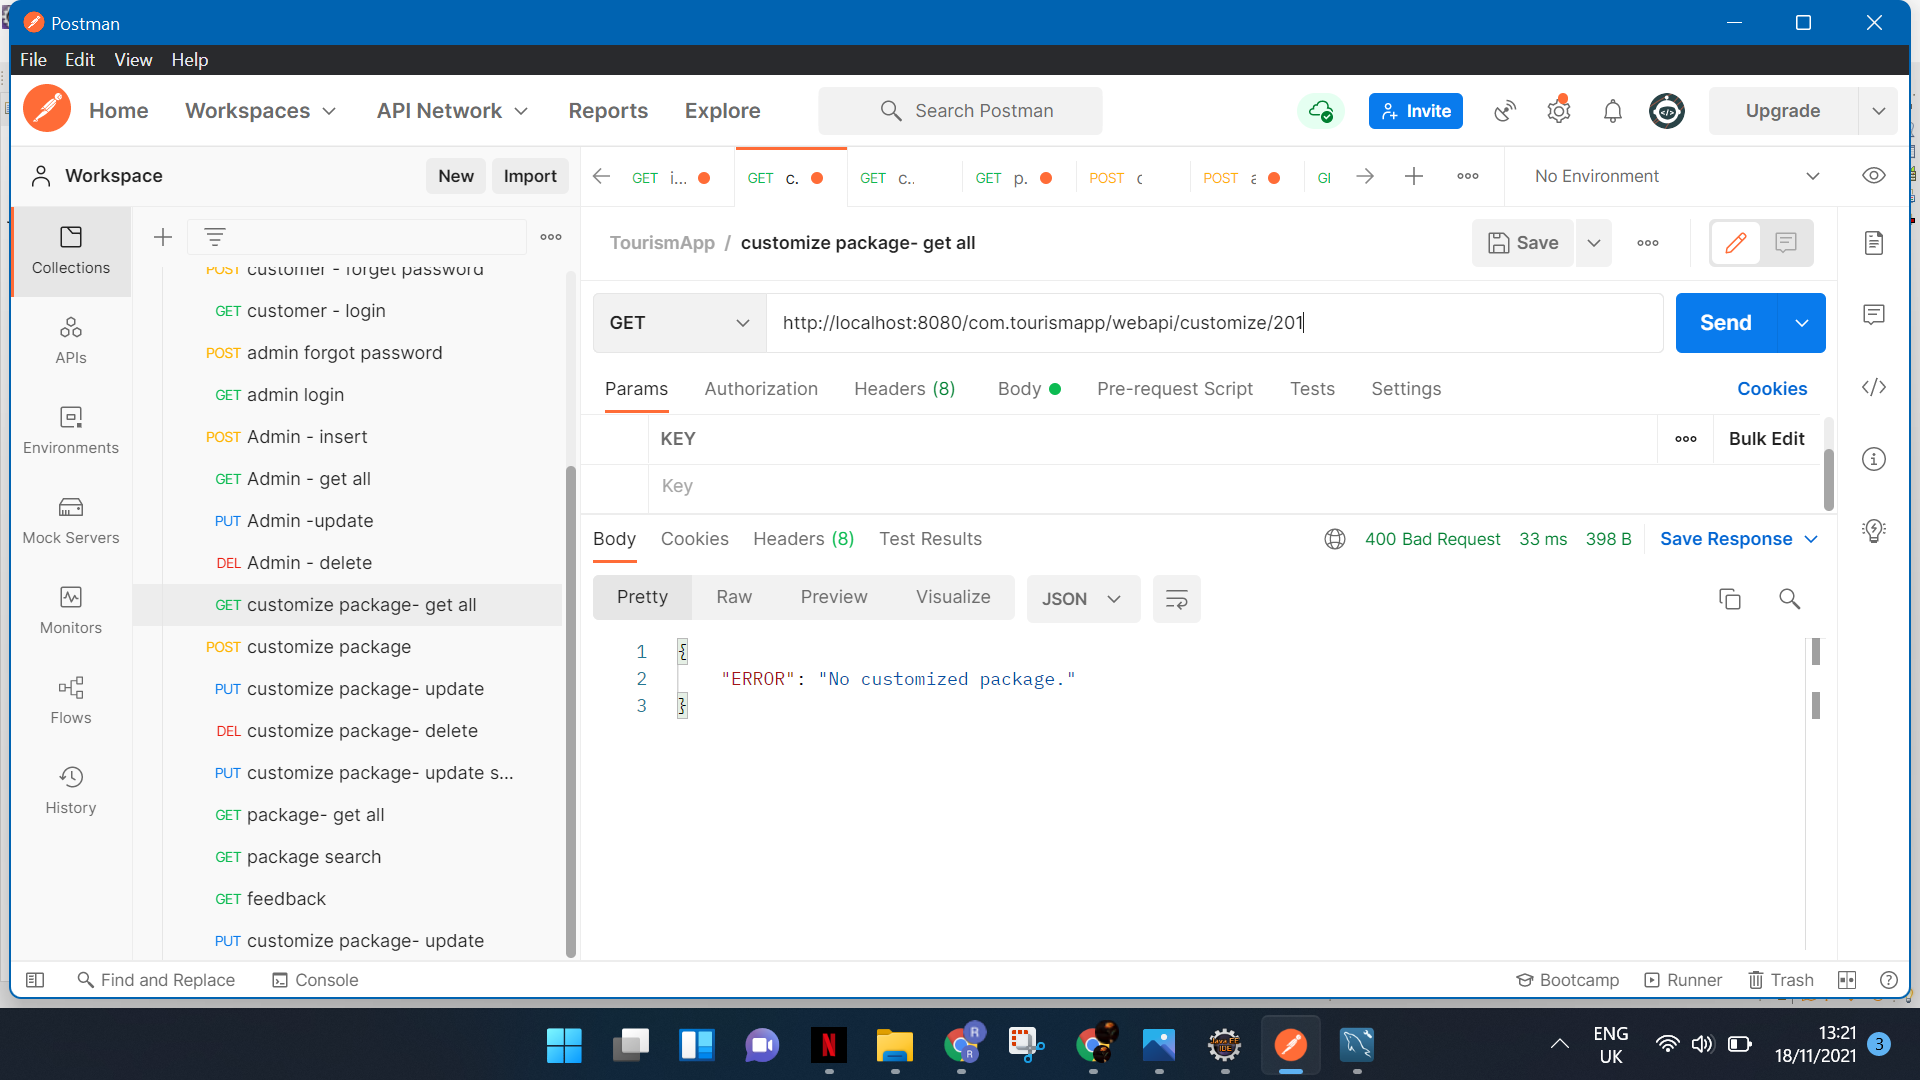 Postman
File Edit View Help
Home Workspaces API Network Reports Explore Search Postman Invite Upgrade
Workspace New Import
GET i... GET c. GET c.. GET p. POST POST GET No Environment
Collections
APIs
Environments
Mock Servers
Monitors
Flows
History
POST customer - forget password
GET customer - login
POST admin forgot password
GET admin login
POST Admin - insert
GET Admin - get all
PUT Admin -update
DEL Admin - delete
GET customize package- get all
POST customize package
PUT customize package- update
DEL customize package- delete
PUT customize package- update s...
GET package- get all
GET package search
GET feedback
PUT customize package- update
TourismApp / customize package- get all Save
GET http://localhost:8080/com.tourismapp/webapi/customize/201 Send
Params Authorization Headers (8) Body Pre-request Script Tests Settings Cookies
KEY Bulk Edit
Key
Body Cookies Headers (8) Test Results 400 Bad Request 33 ms 398 B Save Response
Pretty Raw Preview Visualize JSON
1 {
2 "ERROR": "No customized package."
3 }
Find and Replace Console Bootcamp Runner Trash
ENG 13:21
UK 18/11/2021 3